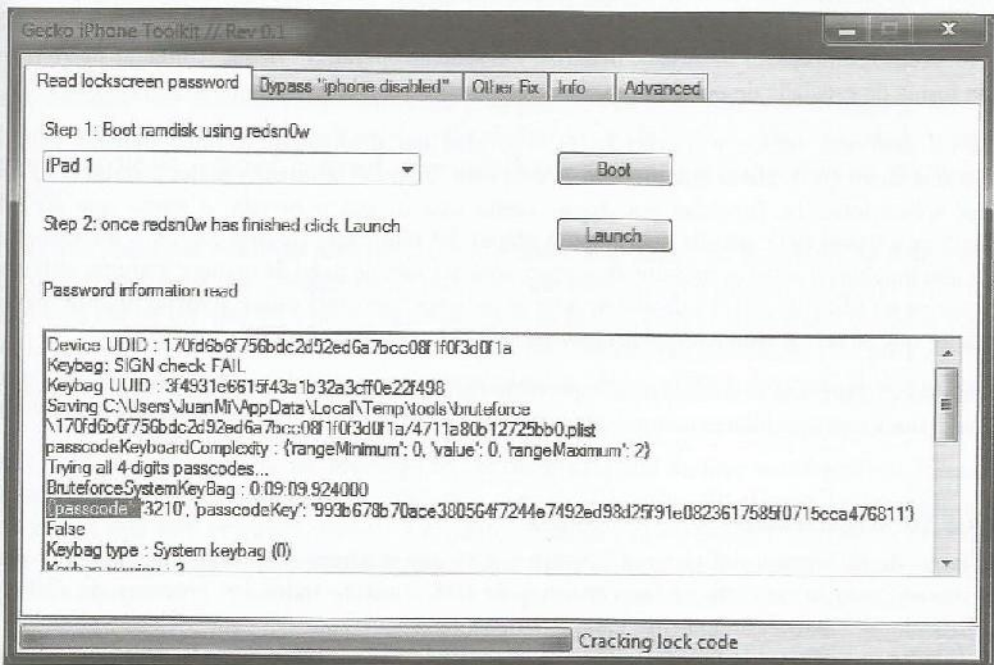 Gecko iPhone Toolkit // Rev 0.1
Read lockscreen password
Bypass "iphone disabled"
Other Fix
Info
Advanced
Step 1: Boot ramdisk using redsn0w
iPad 1
Boot
Step 2: once redsn0w has finished click Launch
Launch
Password information read
Device UDID : 170fd6b6f756bdc2d92ed6a7bcc08f1f0f3d0f1a
Keybag: SIGN check FAIL
Keybag UUID : 3f4931e6615f43a1b32a3cff0e22f498
Saving C:\Users\JuanMi\AppData\Local\Temp\tools\bruteforce
\170fd6b6f756bdc2d92ed6a7bcc08f1f0f3d0f1a/4711a80b12725bb0.plist
passcodeKeyboardComplexity : {'rangeMinimum': 0, 'value': 0, 'rangeMaximum': 2}
Trying all 4-digits passcodes...
BruteforceSystemKeyBag : 0:09:09.924000
{'passcode': '3210', 'passcodeKey': '993b678b70ace380564f7244e7492ed98d25f91e0823617585f0715cca476811'}
False
Keybag type : System keybag (0)
Keybag version : 2
Cracking lock code